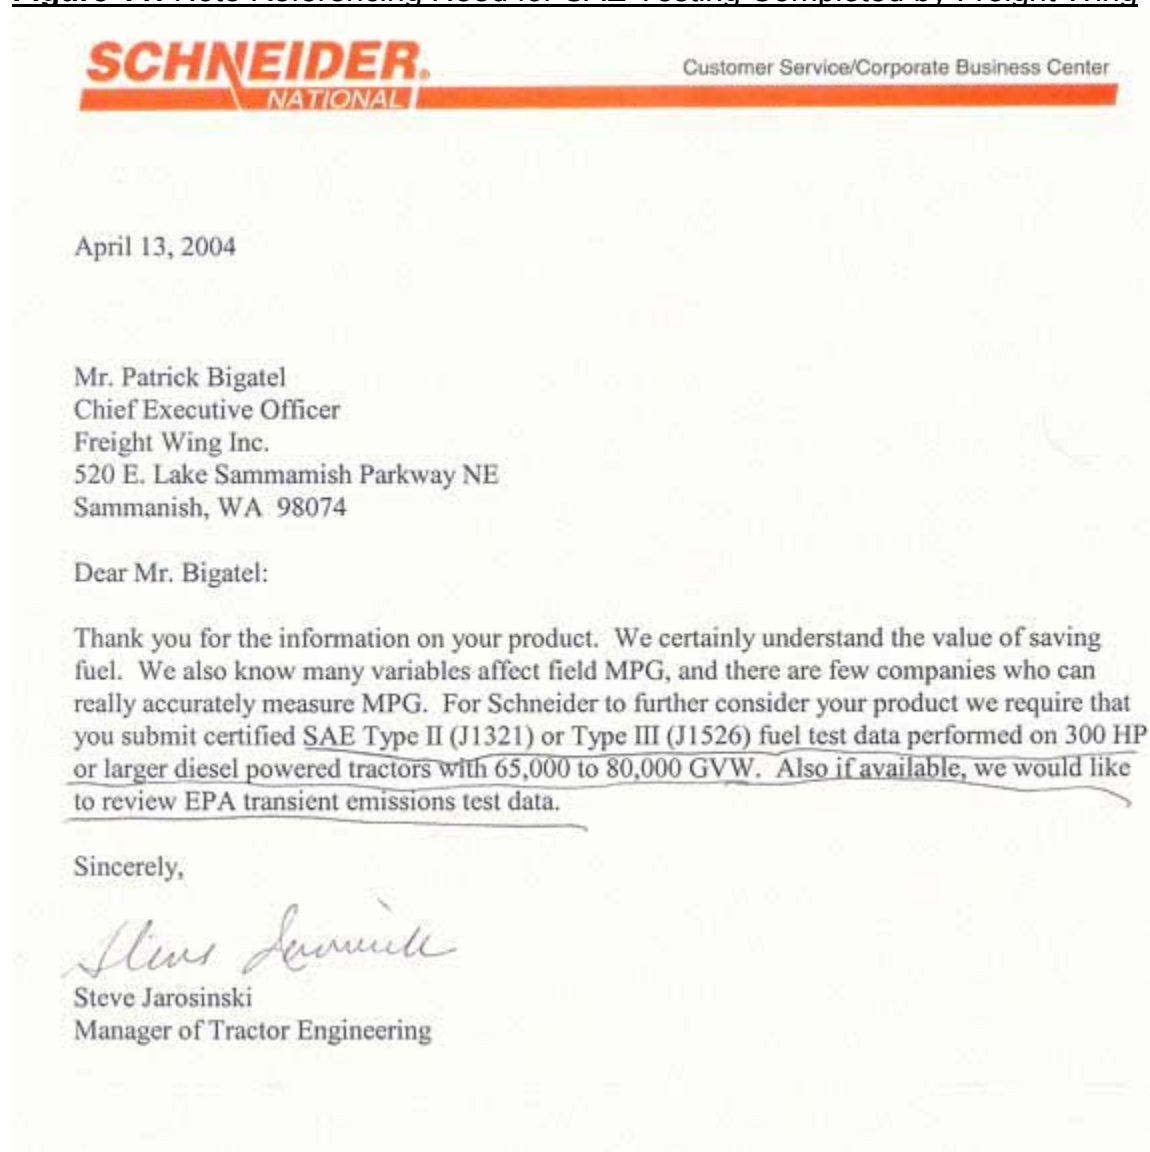 SCHNEIDER.
NATIONAL
Customer Service/Corporate Business Center
April 13, 2004
Mr. Patrick Bigatel
Chief Executive Officer
Freight Wing Inc.
520 E. Lake Sammamish Parkway NE
Sammanish, WA 98074
Dear Mr. Bigatel:
Thank you for the information on your product. We certainly understand the value of saving
fuel. We also know many variables affect field MPG, and there are few companies who can
really accurately measure MPG. For Schneider to further consider your product we require that
you submit certified SAE Type II (J1321) or Type III (J1526) fuel test data performed on 300 HP
or larger diesel powered tractors with 65,000 to 80,000 GVW. Also if available, we would like
to review EPA transient emissions test data.
Sincerely,
Steve Jarosinski
Manager of Tractor Engineering